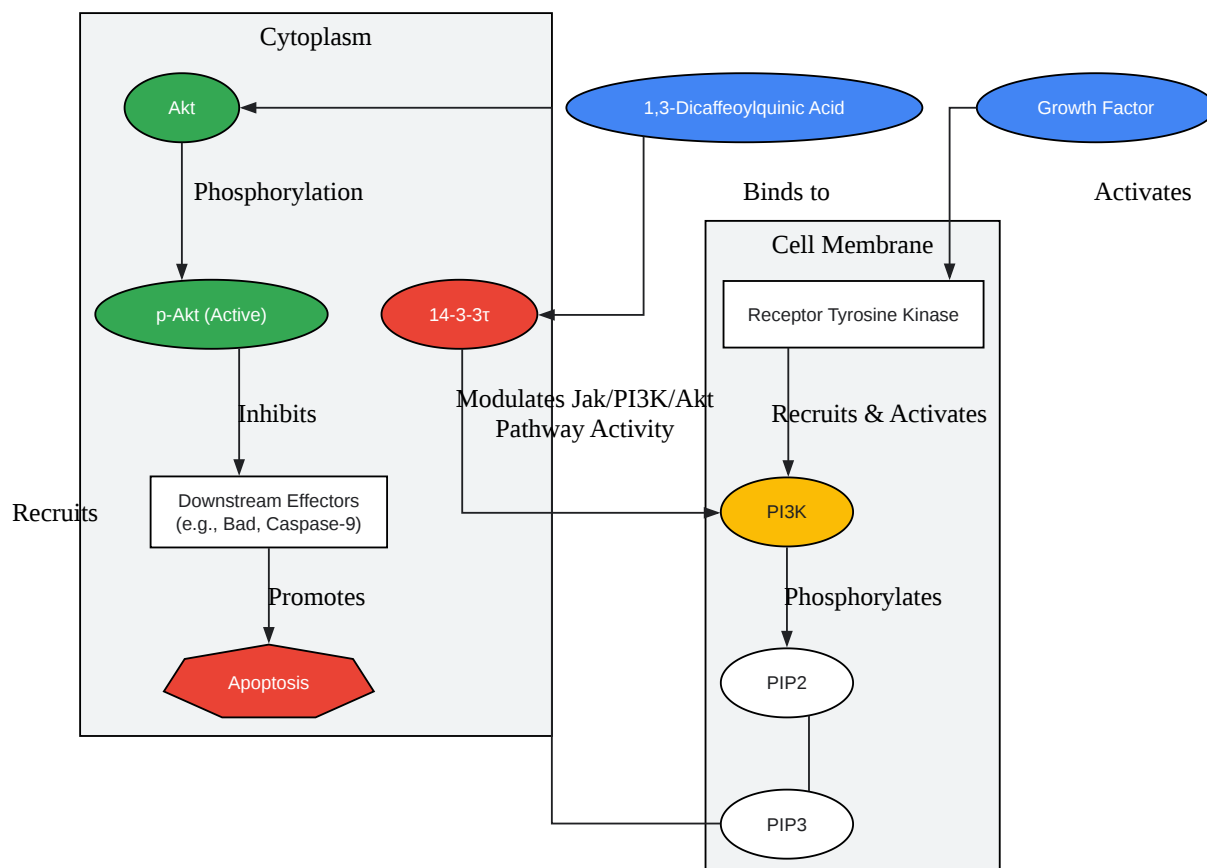 Cytoplasm
Akt
1,3-Dicaffeoylquinic Acid
Growth Factor
Phosphorylation
Binds to
Activates
Cell Membrane
p-Akt (Active)
14-3-3τ
Receptor Tyrosine Kinase
Inhibits
Modulates Jak/PI3K/Akt
Pathway Activity
Recruits & Activates
Recruits
Downstream Effectors
(e.g., Bad, Caspase-9)
PI3K
Promotes
Phosphorylates
Apoptosis
PIP2
PIP3